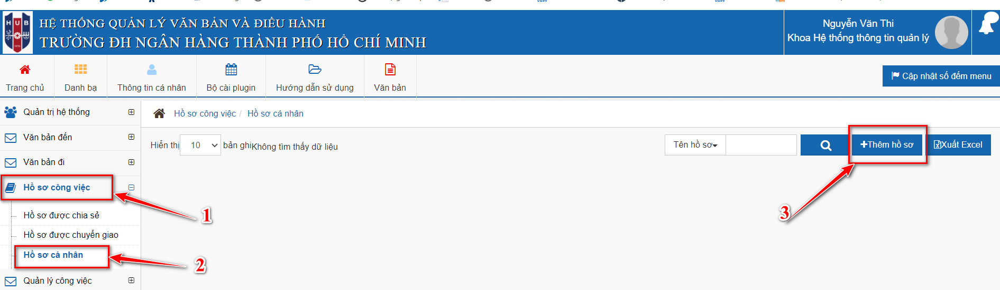 HUB
1976
HỆ THỐNG QUẢN LÝ VĂN BẢN VÀ ĐIỀU HÀNH
TRƯỜNG ĐH NGÂN HÀNG THÀNH PHỐ HỒ CHÍ MINH
Nguyễn Văn Thi
Khoa Hệ thống thông tin quản lý
Trang chủ
Danh bạ
Thông tin cá nhân
Bộ cài plugin
Hướng dẫn sử dụng
Văn bản
Cập nhật số đếm menu
Quản trị hệ thống
Văn bản đến
Văn bản đi
Hồ sơ công việc
Hồ sơ được chia sẻ
Hồ sơ được chuyển giao
Hồ sơ cá nhân
Quản lý công việc
Hồ sơ công việc / Hồ sơ cá nhân
Hiển thị 10 bản ghi Không tìm thấy dữ liệu
Tên hồ sơ
+Thêm hồ sơ
Xuất Excel
1
2
3